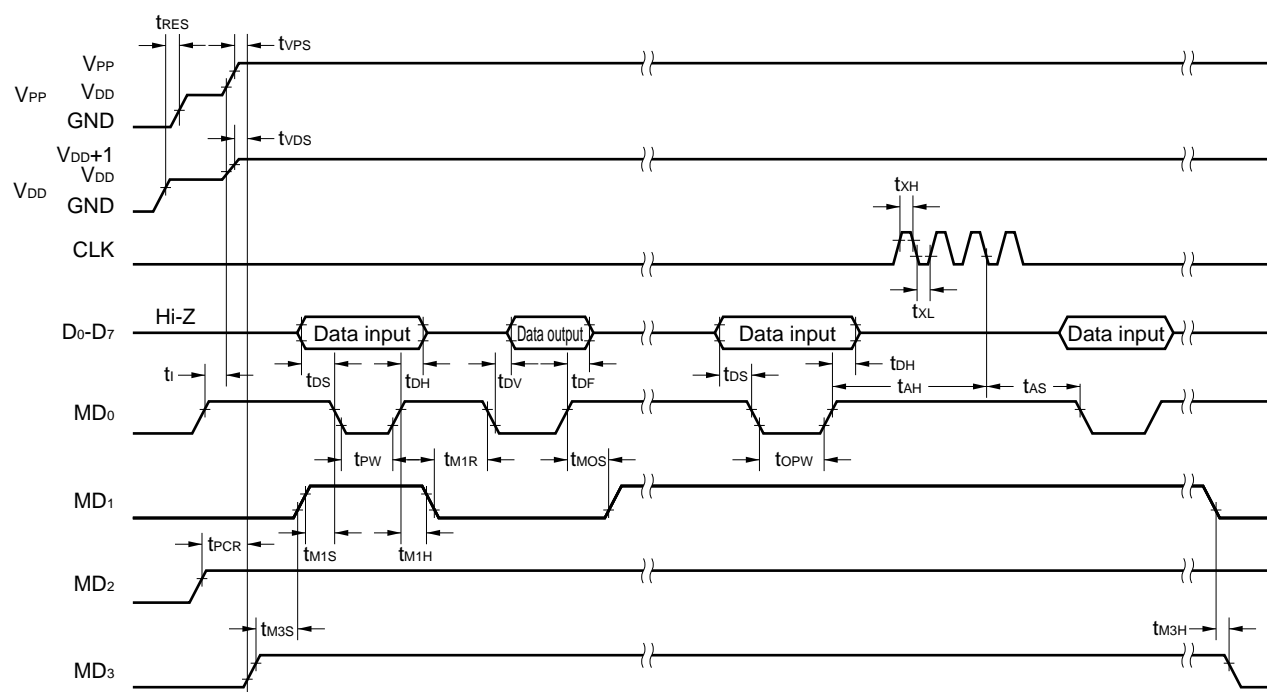 tRES
tVPS
VPP
VPP VDD
GND
tVDS
VDD+1
VDD
VDD
GND
tXH
CLK
tXL
Hi-Z
D0-D7 Data input Data output Data input Data input
tDS tDH tDV tDF tDS tDH
tI
tAH tAS
MD0
tPW tM1R tMOS tOPW
MD1
tPCR tM1S tM1H
MD2
tM3S tM3H
MD3